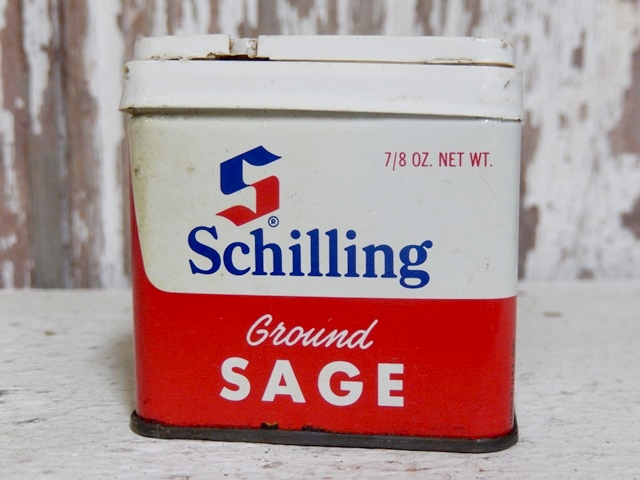 7/8 OZ. NET WT.
S®
Schilling
Ground
SAGE